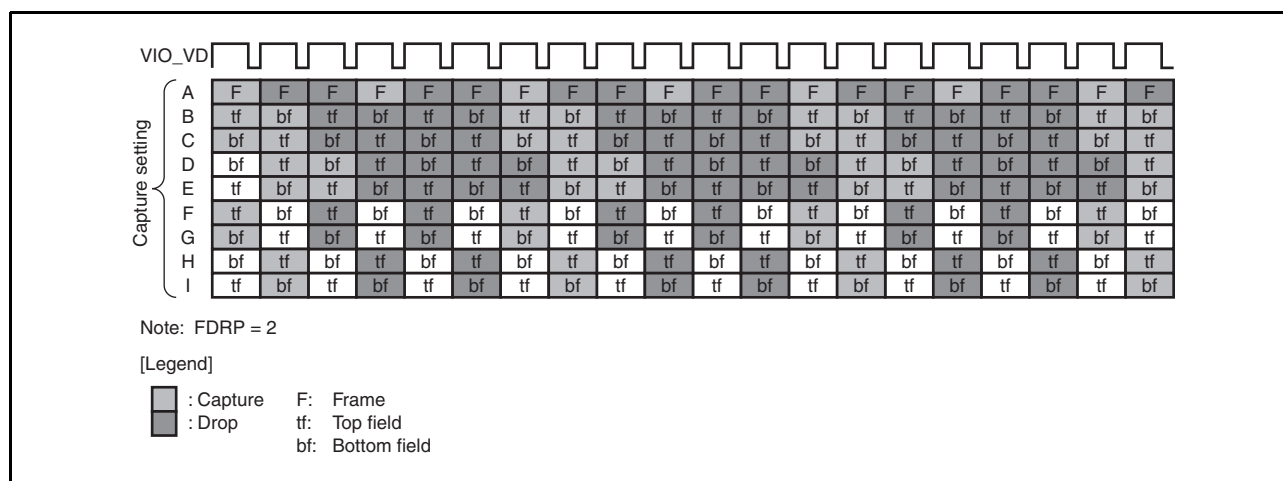 VIO_VD
Capture setting
A F F F F F F F F F F F F F F F F F F F F
B tf bf tf bf tf bf tf bf tf bf tf bf tf bf tf bf tf bf tf bf
C bf tf bf tf bf tf bf tf bf tf bf tf bf tf bf tf bf tf bf tf
D bf tf bf tf bf tf bf tf bf tf bf tf bf tf bf tf bf tf bf tf
E tf bf tf bf tf bf tf bf tf bf tf bf tf bf tf bf tf bf tf bf
F tf bf tf bf tf bf tf bf tf bf tf bf tf bf tf bf tf bf tf bf
G bf tf bf tf bf tf bf tf bf tf bf tf bf tf bf tf bf tf bf tf
H bf tf bf tf bf tf bf tf bf tf bf tf bf tf bf tf bf tf bf tf
I tf bf tf bf tf bf tf bf tf bf tf bf tf bf tf bf tf bf tf bf
Note: FDRP = 2
[Legend]
: Capture F: Frame
: Drop tf: Top field
bf: Bottom field